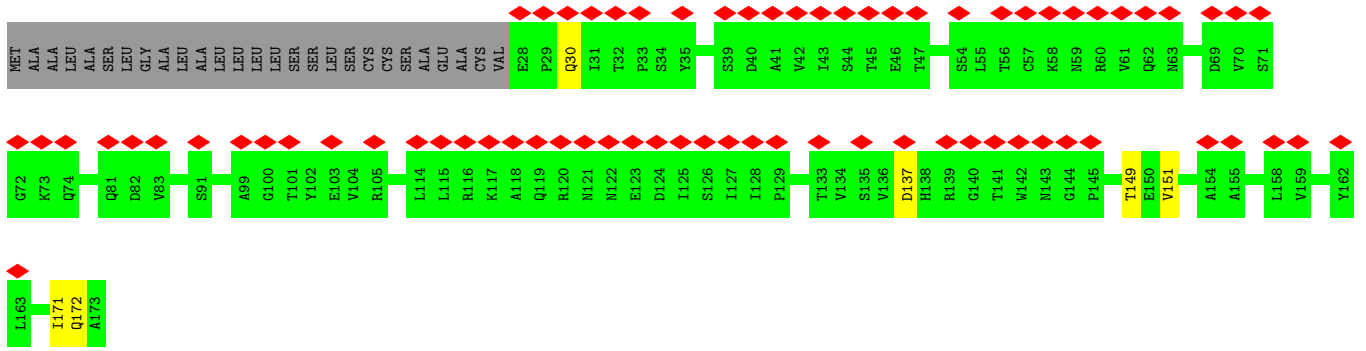 MET ALA ALA LEU ALA SER LEU GLY ALA LEU ALA LEU LEU LEU LEU SER SER LEU SER CYS CYS SER ALA GLU ALA CYS VAL E28 P29 Q30 I31 T32 P33 S34 Y35 S39 D40 A41 V42 I43 S44 T45 E46 T47 S54 L55 T56 C57 K58 N59 R60 V61 Q62 N63 D69 V70 S71
G72 K73 Q74 Q81 D82 V83 S91 A99 G100 T101 Y102 E103 V104 R105 L114 L115 R116 K117 A118 Q119 R120 N121 N122 E123 D124 I125 S126 I127 I128 P129 T133 V134 S135 V136 D137 H138 R139 G140 T141 W142 N143 G144 P145 T149 E150 V151 A154 A155 L158 V159 Y162
L163 I171 Q172 A173